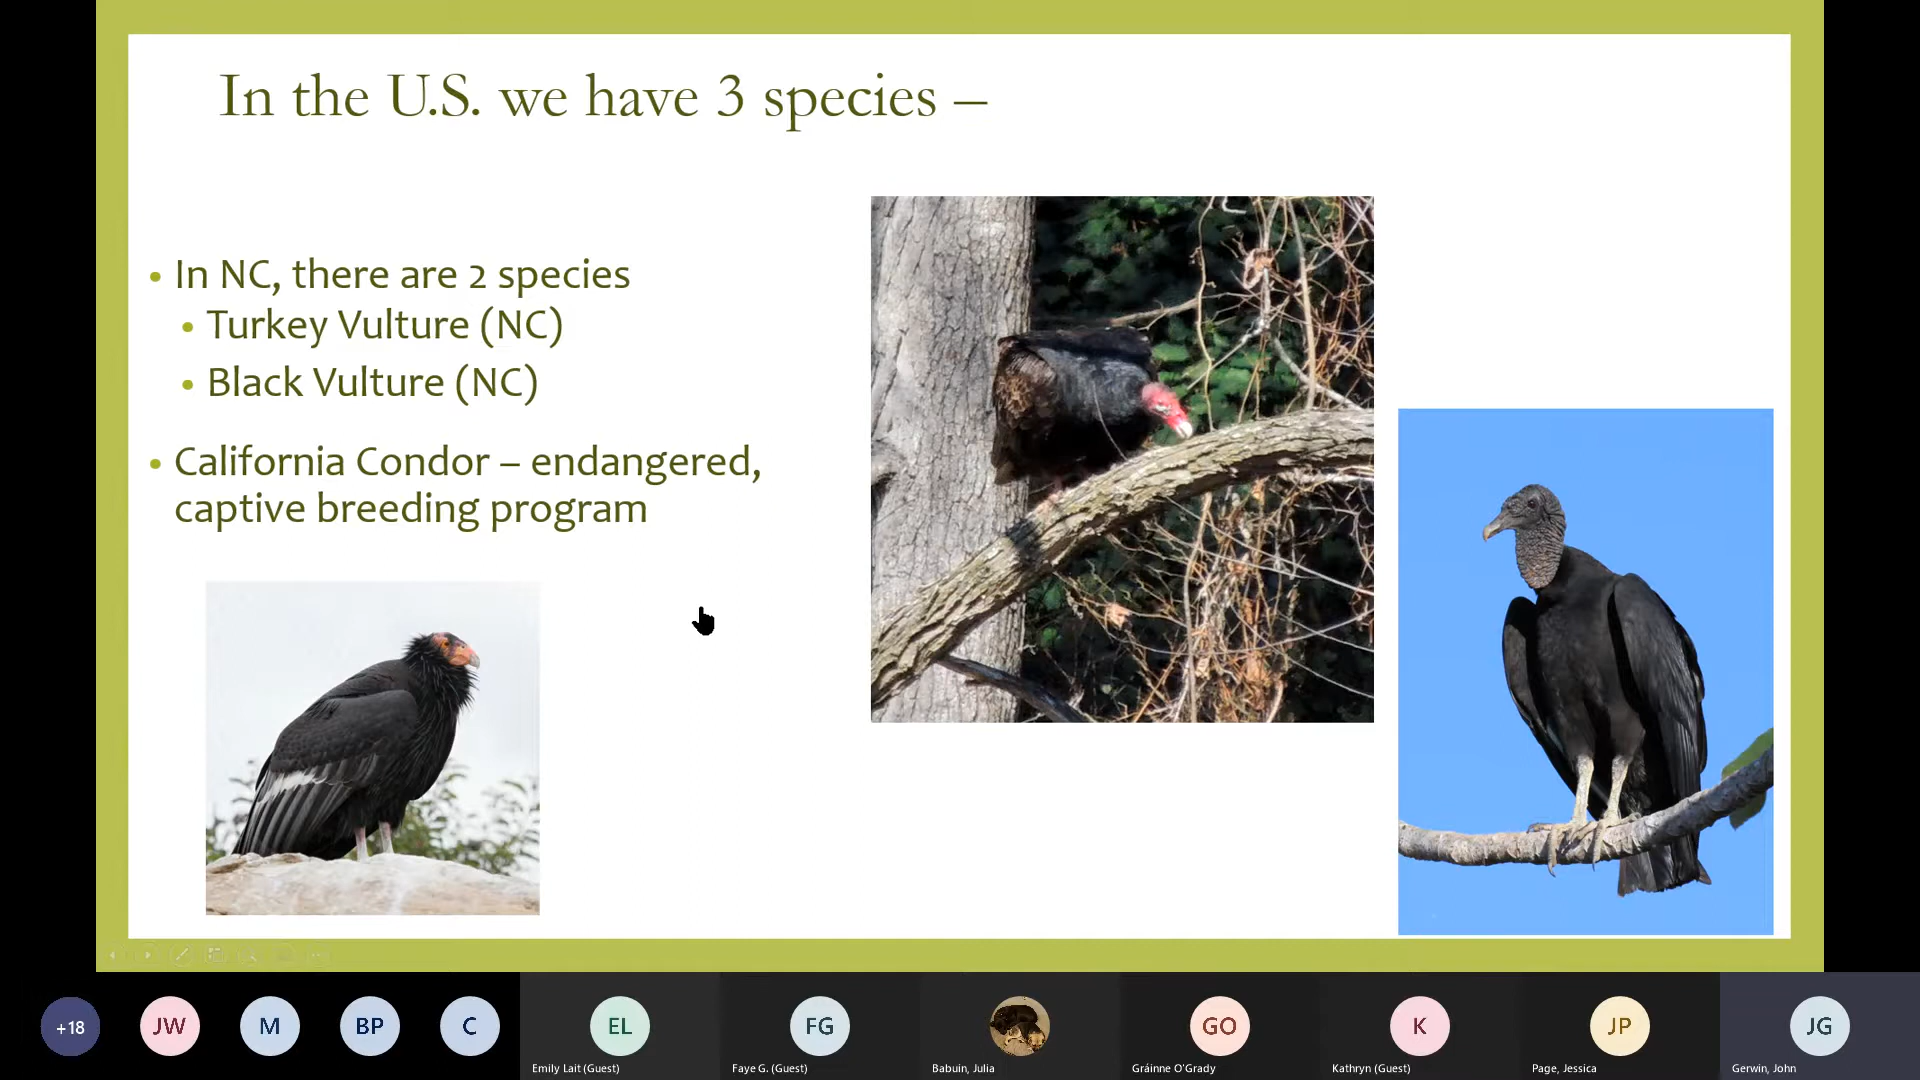 In the U.S. we have 3 species –
• In NC, there are 2 species
• Turkey Vulture (NC)
• Black Vulture (NC)
• California Condor – endangered,
captive breeding program
+18
JW
M
BP
C
EL
FG
GO
K
JP
JG
Emily Lait (Guest)
Faye G. (Guest)
Babuin, Julia
Gráinne O'Grady
Kathryn (Guest)
Page, Jessica
Gerwin, John